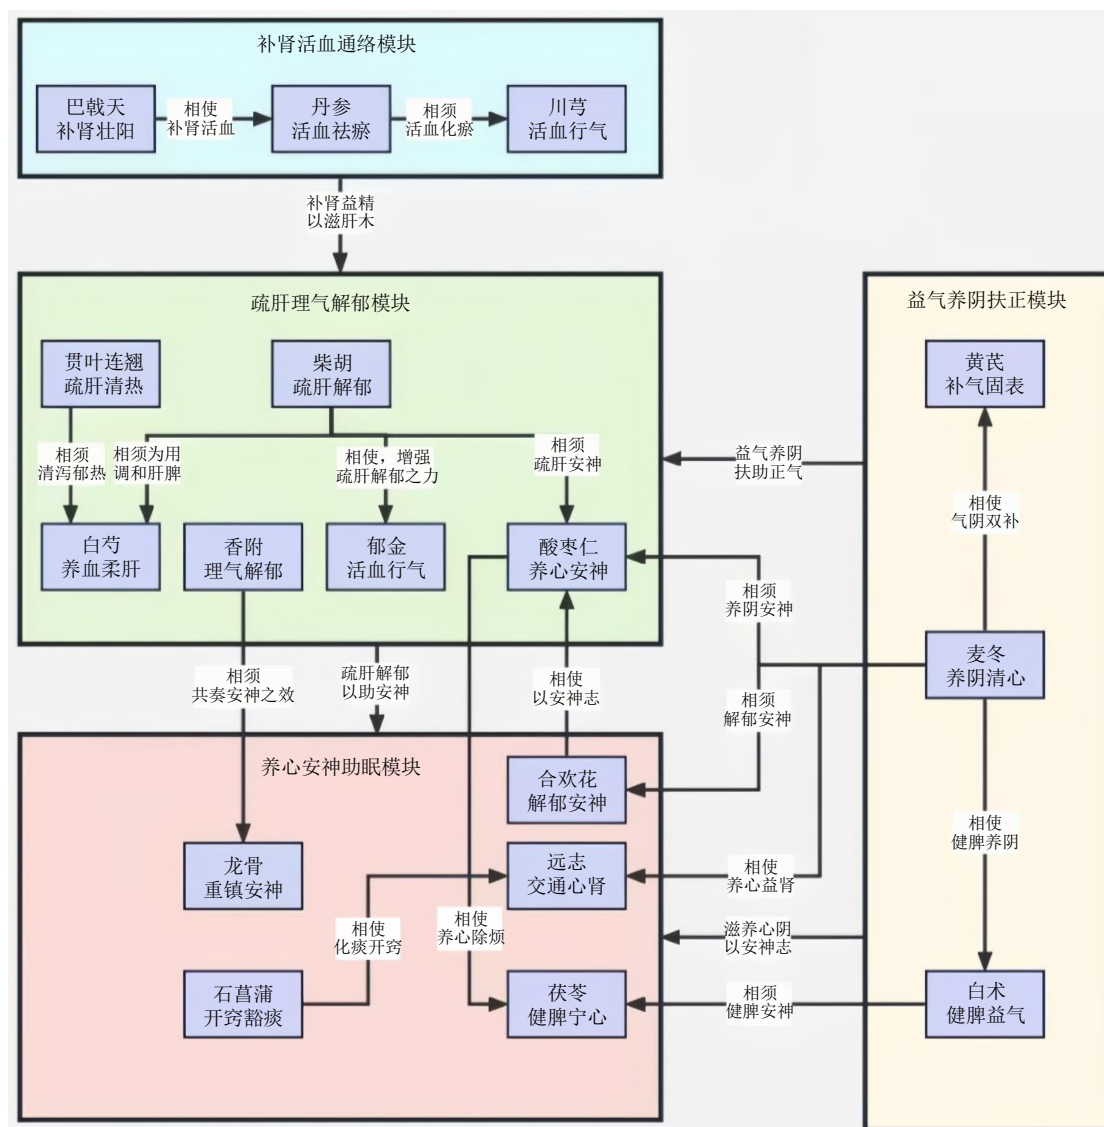 补肾活血通络模块
巴戟天
补肾壮阳
相使
补肾活血
丹参
活血祛瘀
相须
活血化瘀
川芎
活血行气
补肾益精
以滋肝木
疏肝理气解郁模块
贯叶连翘
疏肝清热
柴胡
疏肝解郁
相须
清泻郁热
相须为用
调和肝脾
相使，增强
疏肝解郁之力
相须
疏肝安神
白芍
养血柔肝
香附
理气解郁
郁金
活血行气
酸枣仁
养心安神
益气养阴扶正模块
黄芪
补气固表
益气养阴
扶助正气
相使
气阴双补
相须
养阴安神
麦冬
养阴清心
相须
共奏安神之效
疏肝解郁
以助安神
相使
以安神志
相须
解郁安神
养心安神助眠模块
合欢花
解郁安神
龙骨
重镇安神
远志
交通心肾
相使
养心益肾
相使
健脾养阴
相使
化痰开窍
相使
养心除烦
滋养心阴
以安神志
石菖蒲
开窍豁痰
茯苓
健脾宁心
相须
健脾安神
白术
健脾益气